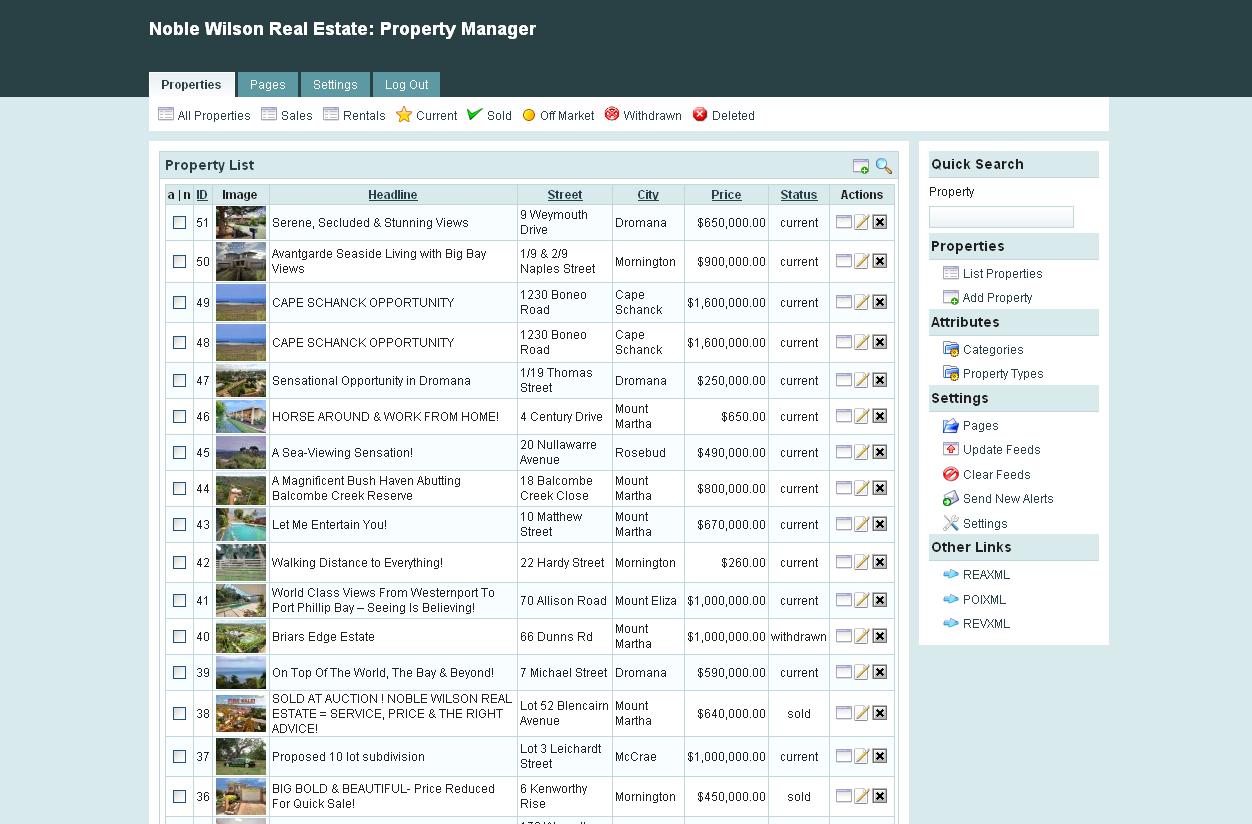 Noble Wilson Real Estate: Property Manager
Properties Pages Settings Log Out
All Properties Sales Rentals Current Sold Off Market Withdrawn Deleted
Property List
a | n ID Image Headline Street City Price Status Actions
51 Serene, Secluded & Stunning Views 9 Weymouth Drive Dromana $650,000.00 current
50 Avantgarde Seaside Living with Big Bay Views 1/9 & 2/9 Naples Street Mornington $900,000.00 current
49 CAPE SCHANCK OPPORTUNITY 1230 Boneo Road Cape Schanck $1,600,000.00 current
48 CAPE SCHANCK OPPORTUNITY 1230 Boneo Road Cape Schanck $1,600,000.00 current
47 Sensational Opportunity in Dromana 1/19 Thomas Street Dromana $250,000.00 current
46 HORSE AROUND & WORK FROM HOME! 4 Century Drive Mount Martha $650.00 current
45 A Sea-Viewing Sensation! 20 Nullawarre Avenue Rosebud $490,000.00 current
44 A Magnificent Bush Haven Abutting Balcombe Creek Reserve 18 Balcombe Creek Close Mount Martha $800,000.00 current
43 Let Me Entertain You! 10 Matthew Street Mount Martha $670,000.00 current
42 Walking Distance to Everything! 22 Hardy Street Mornington $260.00 current
41 World Class Views From Westernport To Port Phillip Bay – Seeing Is Believing! 70 Allison Road Mount Eliza $1,000,000.00 current
40 Briars Edge Estate 66 Dunns Rd Mount Martha $1,000,000.00 withdrawn
39 On Top Of The World, The Bay & Beyond! 7 Michael Street Dromana $590,000.00 current
38 SOLD AT AUCTION ! NOBLE WILSON REAL ESTATE = SERVICE, PRICE & THE RIGHT ADVICE! Lot 52 Blencairn Avenue Mount Martha $640,000.00 sold
37 Proposed 10 lot subdivision Lot 3 Leichardt Street McCrae $1,000,000.00 current
36 BIG BOLD & BEAUTIFUL- Price Reduced For Quick Sale! 6 Kenworthy Rise Mornington $450,000.00 sold
Quick Search
Property
Properties
List Properties
Add Property
Attributes
Categories
Property Types
Settings
Pages
Update Feeds
Clear Feeds
Send New Alerts
Settings
Other Links
REAXML
POIXML
REVXML